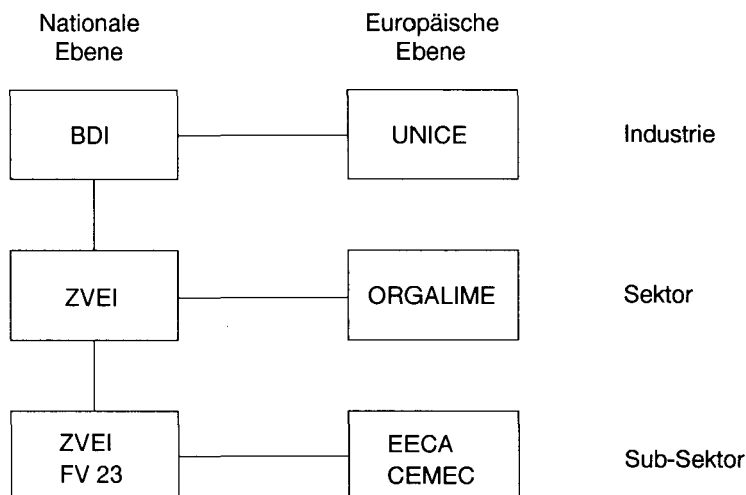 Nationale
Ebene
Europäische
Ebene
BDI
UNICE
Industrie
ZVEI
ORGALIME
Sektor
ZVEI
FV 23
EECA
CEMEC
Sub-Sektor